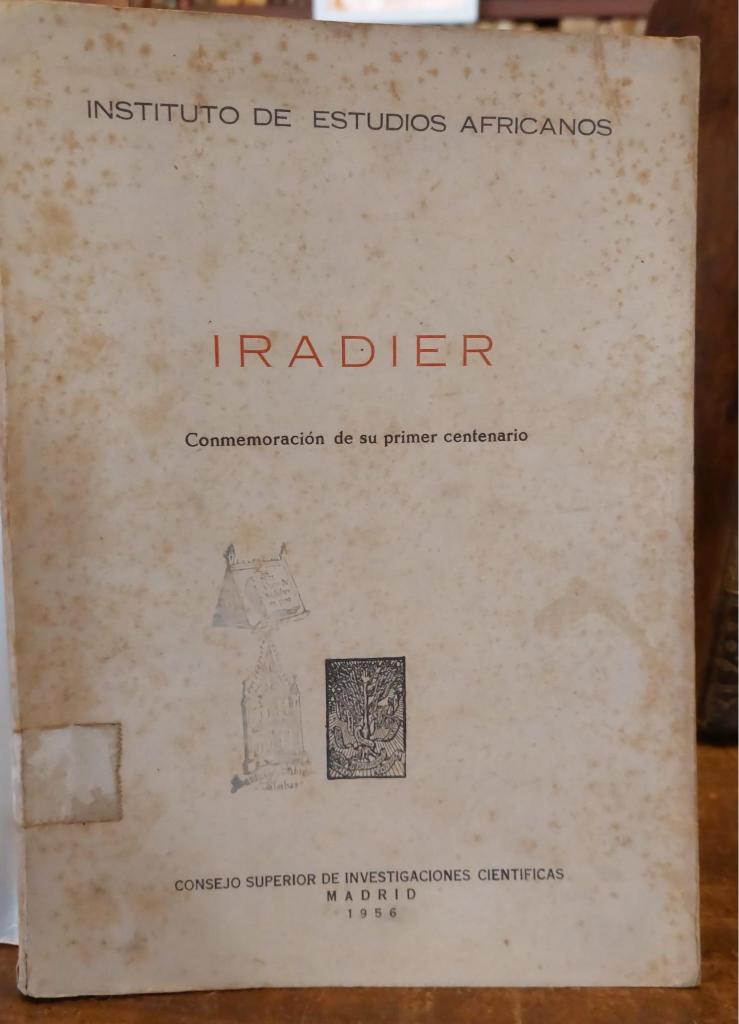 INSTITUTO DE ESTUDIOS AFRICANOS
IRADIER
Conmemoración de su primer centenario
CONSEJO SUPERIOR DE INVESTIGACIONES CIENTIFICAS
MADRID
1956